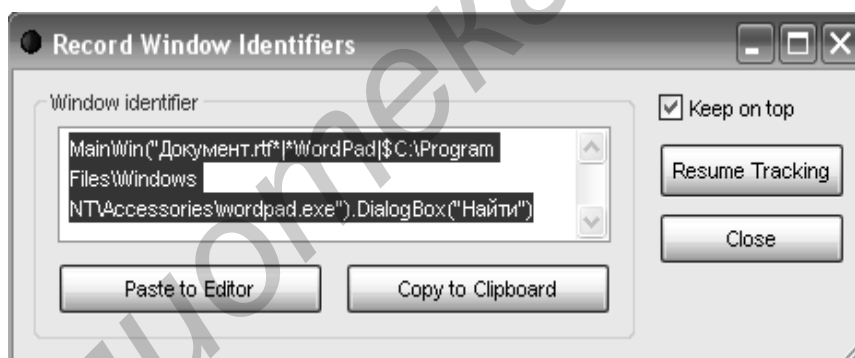 Record Window Identifiers
Window identifier
MainWin("Документ.rtf*|*WordPad|$C:\Program
Files\Windows
NT\Accessories\wordpad.exe").DialogBox("Найти")
Keep on top
Resume Tracking
Close
Paste to Editor
Copy to Clipboard